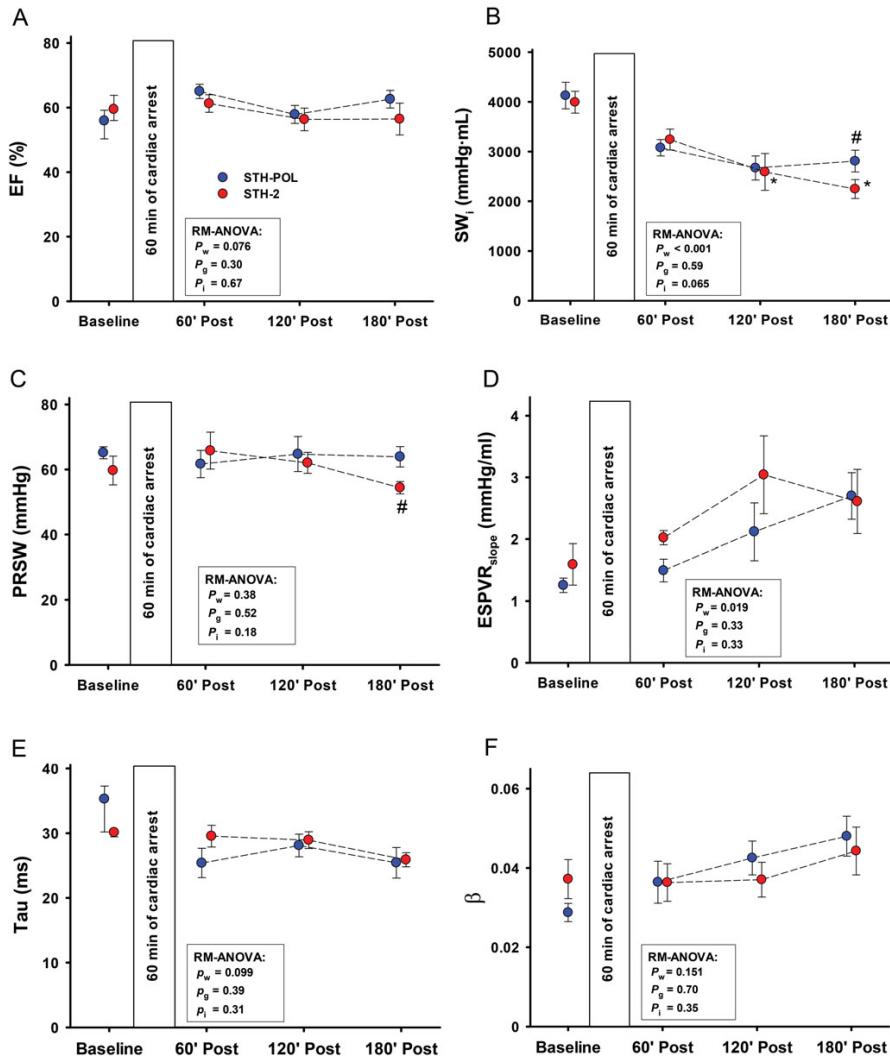 A
80
60
40
20
0
EF (%)
60 min of cardiac arrest
STH-POL
STH-2
RM-ANOVA:
Pw = 0.076
Pg = 0.30
Pi = 0.67
Baseline 60' Post 120' Post 180' Post
B
5000
4000
3000
2000
1000
0
SWi (mmHg·mL)
60 min of cardiac arrest
#
*
*
RM-ANOVA:
Pw < 0.001
Pg = 0.59
Pi = 0.065
Baseline 60' Post 120' Post 180' Post
C
80
60
40
20
0
PRSW (mmHg)
60 min of cardiac arrest
#
RM-ANOVA:
Pw = 0.38
Pg = 0.52
Pi = 0.18
Baseline 60' Post 120' Post 180' Post
D
4
3
2
1
0
ESPVRslope (mmHg/ml)
60 min of cardiac arrest
RM-ANOVA:
Pw = 0.019
Pg = 0.33
Pi = 0.33
Baseline 60' Post 120' Post 180' Post
E
40
30
20
10
0
Tau (ms)
60 min of cardiac arrest
RM-ANOVA:
pw = 0.099
pg = 0.39
pi = 0.31
Baseline 60' Post 120' Post 180' Post
F
0.06
0.04
0.02
0
β
60 min of cardiac arrest
RM-ANOVA:
Pw = 0.151
Pg = 0.70
Pi = 0.35
Baseline 60' Post 120' Post 180' Post